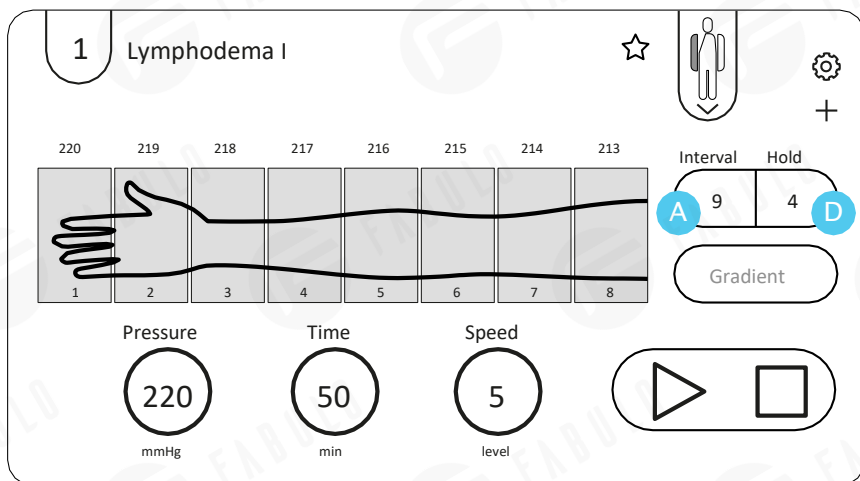 1 Lymphodema I
220 219 218 217 216 215 214 213
1 2 3 4 5 6 7 8
Interval Hold
A 9 4 D
Gradient
Pressure Time Speed
220 50 5
mmHg min level
FABULO